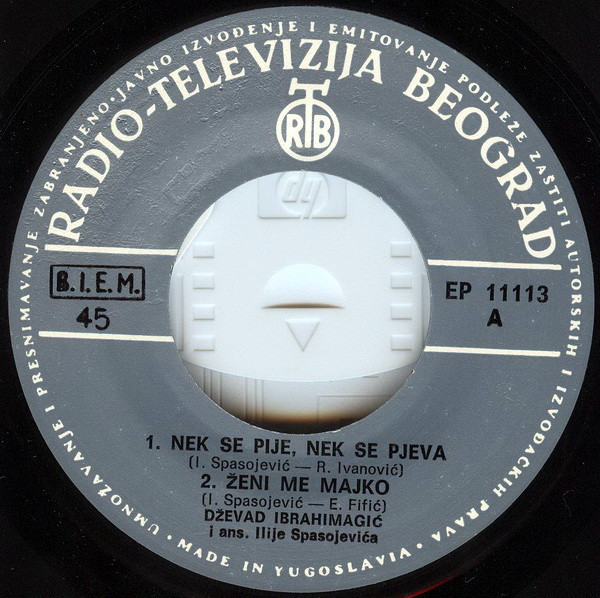 UMNOŽAVANJE I PRESNIMAVANJE ZABRANJENO · JAVNO IZVOĐENJE I EMITOVANJE PODLEŽE ZAŠTITI AUTORSKIH I IZVOĐAČKIH PRAVA ·
RADIO-TELEVIZIJA BEOGRAD
RTB
hp
B.I.E.M.
45
EP 11113
A
1. NEK SE PIJE, NEK SE PJEVA
(I. Spasojević — R. Ivanović)
2. ŽENI ME MAJKO
(I. Spasojević — E. Fifić)
DŽEVAD IBRAHIMAGIĆ
i ans. Ilije Spasojevića
· MADE IN YUGOSLAVIA ·